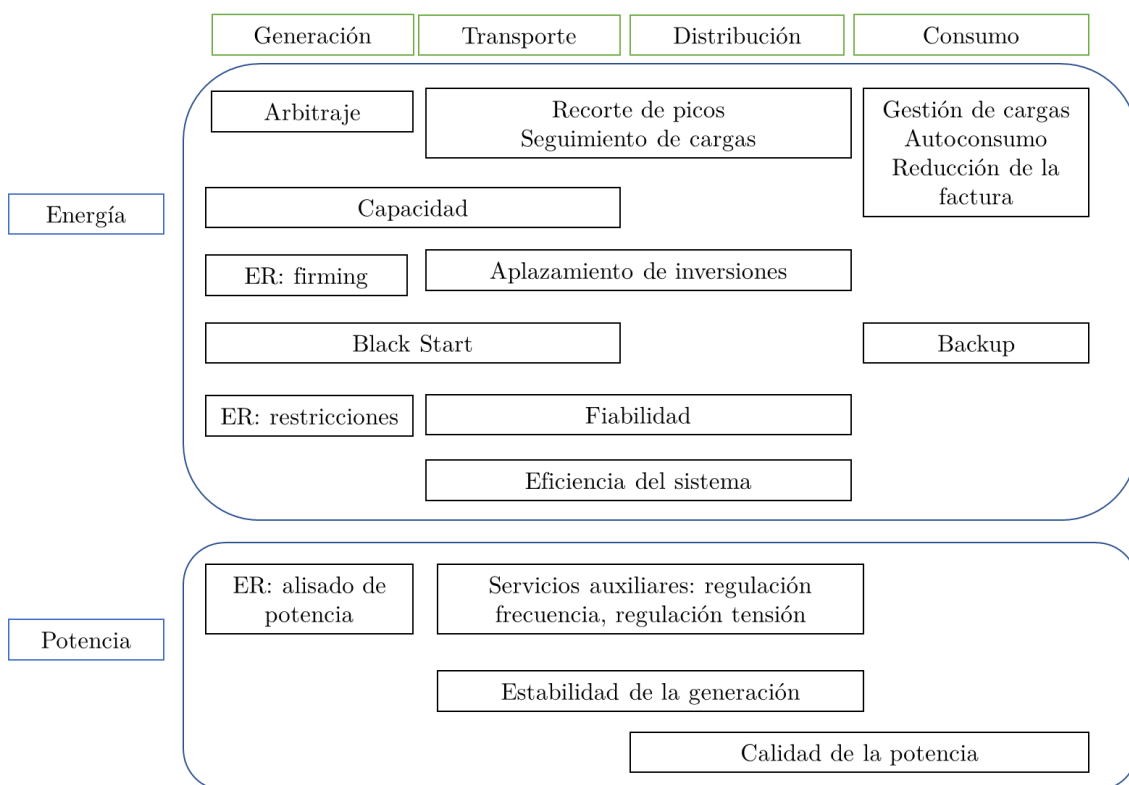 Generación
Transporte
Distribución
Consumo
Energía
Arbitraje
Recorte de picos
Seguimiento de cargas
Gestión de cargas
Autoconsumo
Reducción de la
factura
Capacidad
ER: firming
Aplazamiento de inversiones
Black Start
Backup
ER: restricciones
Fiabilidad
Eficiencia del sistema
Potencia
ER: alisado de
potencia
Servicios auxiliares: regulación
frecuencia, regulación tensión
Estabilidad de la generación
Calidad de la potencia